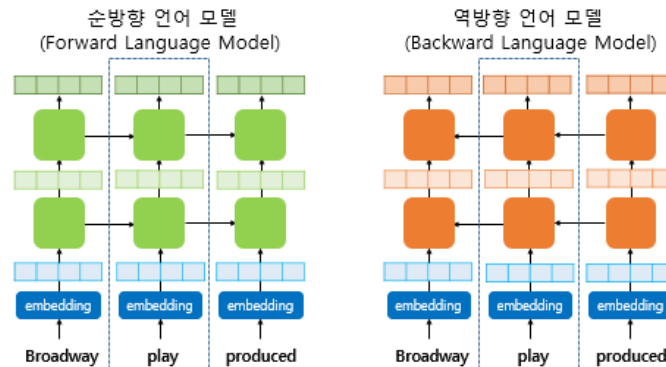 순방향 언어 모델
(Forward Language Model)
embedding embedding embedding
Broadway play produced
역방향 언어 모델
(Backward Language Model)
embedding embedding embedding
Broadway play produced